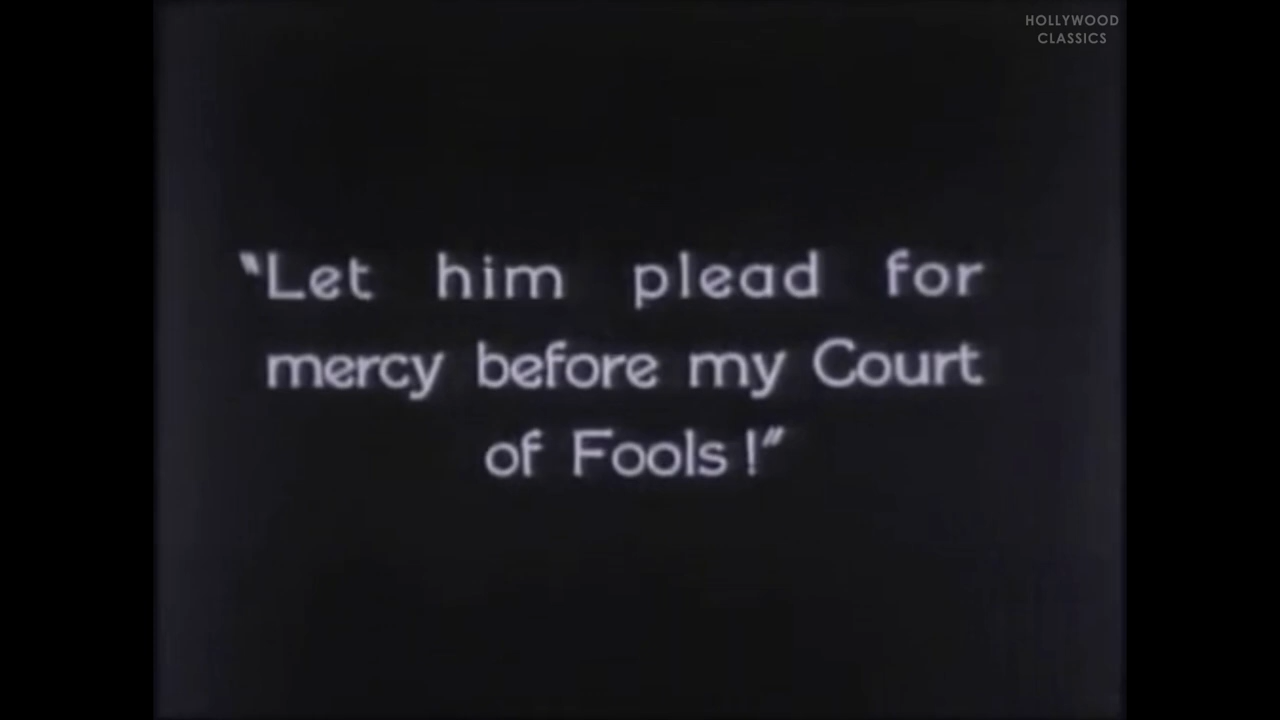 HOLLYWOOD
CLASSICS
"Let him plead for
mercy before my Court
of Fools!"